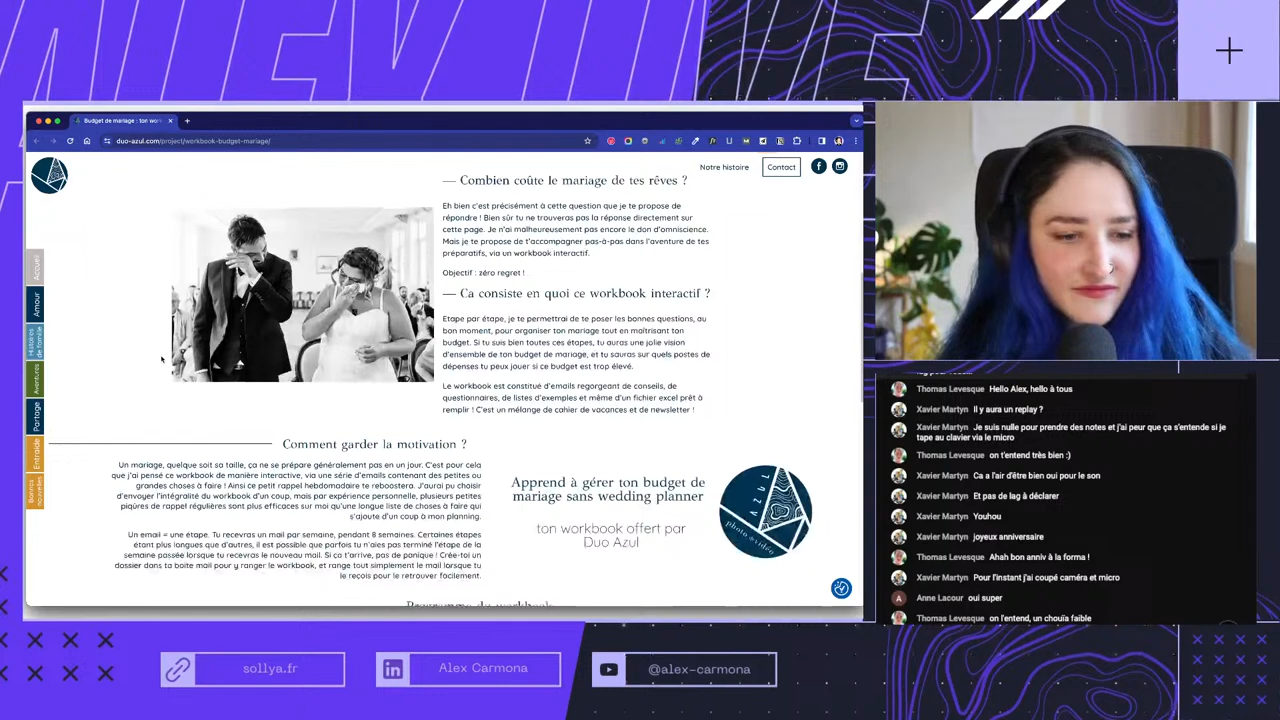 ALEX LIVE
Budget de mariage : ton wor
duo-azul.com/project/workbook-budget-mariage/
Notre histoire
Contact
Accueil
Amour
Histoires
de famille
Aventures
Partage
Entraide
Bonnes
nouvelles
— Combien coûte le mariage de tes rêves ?
Eh bien c'est précisément à cette question que je te propose de
répondre ! Bien sûr tu ne trouveras pas la réponse directement sur
cette page. Je n'ai malheureusement pas encore le don d'omniscience.
Mais je te propose de t'accompagner pas-à-pas dans l'aventure de tes
préparatifs, via un workbook interactif.
Objectif : zéro regret !
— Ca consiste en quoi ce workbook interactif ?
Etape par étape, je te permettrai de te poser les bonnes questions, au
bon moment, pour organiser ton mariage tout en maîtrisant ton
budget. Si tu suis bien toutes ces étapes, tu auras une jolie vision
d'ensemble de ton budget de mariage, et tu sauras sur quels postes de
dépenses tu peux jouer si ce budget est trop élevé.
Le workbook est constitué d'emails regorgeant de conseils, de
questionnaires, de listes d'exemples et même d'un fichier excel prêt à
remplir ! C'est un mélange de cahier de vacances et de newsletter !
Comment garder la motivation ?
Un mariage, quelque soit sa taille, ca ne se prépare généralement pas en un jour. C'est pour cela
que j'ai pensé ce workbook de manière interactive, via une série d'emails contenant des petites ou
grandes choses à faire ! Ainsi ce petit rappel hebdomadaire te reboostera. J'aurai pu choisir
d'envoyer l'intégralité du workbook d'un coup, mais par expérience personnelle, plusieurs petites
piqûres de rappel régulières sont plus efficaces sur moi qu'une longue liste de choses à faire qui
s'ajoute d'un coup à mon planning.
Un email = une étape. Tu recevras un mail par semaine, pendant 8 semaines. Certaines étapes
étant plus longues que d'autres, il est possible que parfois tu n'aies pas terminé l'étape de la
semaine passée lorsque tu recevras le nouveau mail. Si ca t'arrive, pas de panique ! Crée-toi un
dossier dans ta boite mail pour y ranger le workbook, et range tout simplement le mail lorsque tu
le reçois pour le retrouver facilement.
Apprend à gérer ton budget de
mariage sans wedding planner
ton workbook offert par
Duo Azul
AZUL
photo & vidéo
Thomas Levesque Hello Alex, hello à tous
Xavier Martyn Il y aura un replay ?
Xavier Martyn Je suis nulle pour prendre des notes et j'ai peur que ça s'entende si je
tape au clavier via le micro
Thomas Levesque on t'entend très bien :)
Xavier Martyn Ca a l'air d'être bien oui pour le son
Xavier Martyn Et pas de lag à déclarer
Xavier Martyn Youhou
Xavier Martyn joyeux anniversaire
Thomas Levesque Ahah bon anniv à la forma !
Xavier Martyn Pour l'instant j'ai coupé caméra et micro
A Anne Lacour oui super
Thomas Levesque on l'entend, un chouïa faible
sollya.fr
in Alex Carmona
@alex-carmona